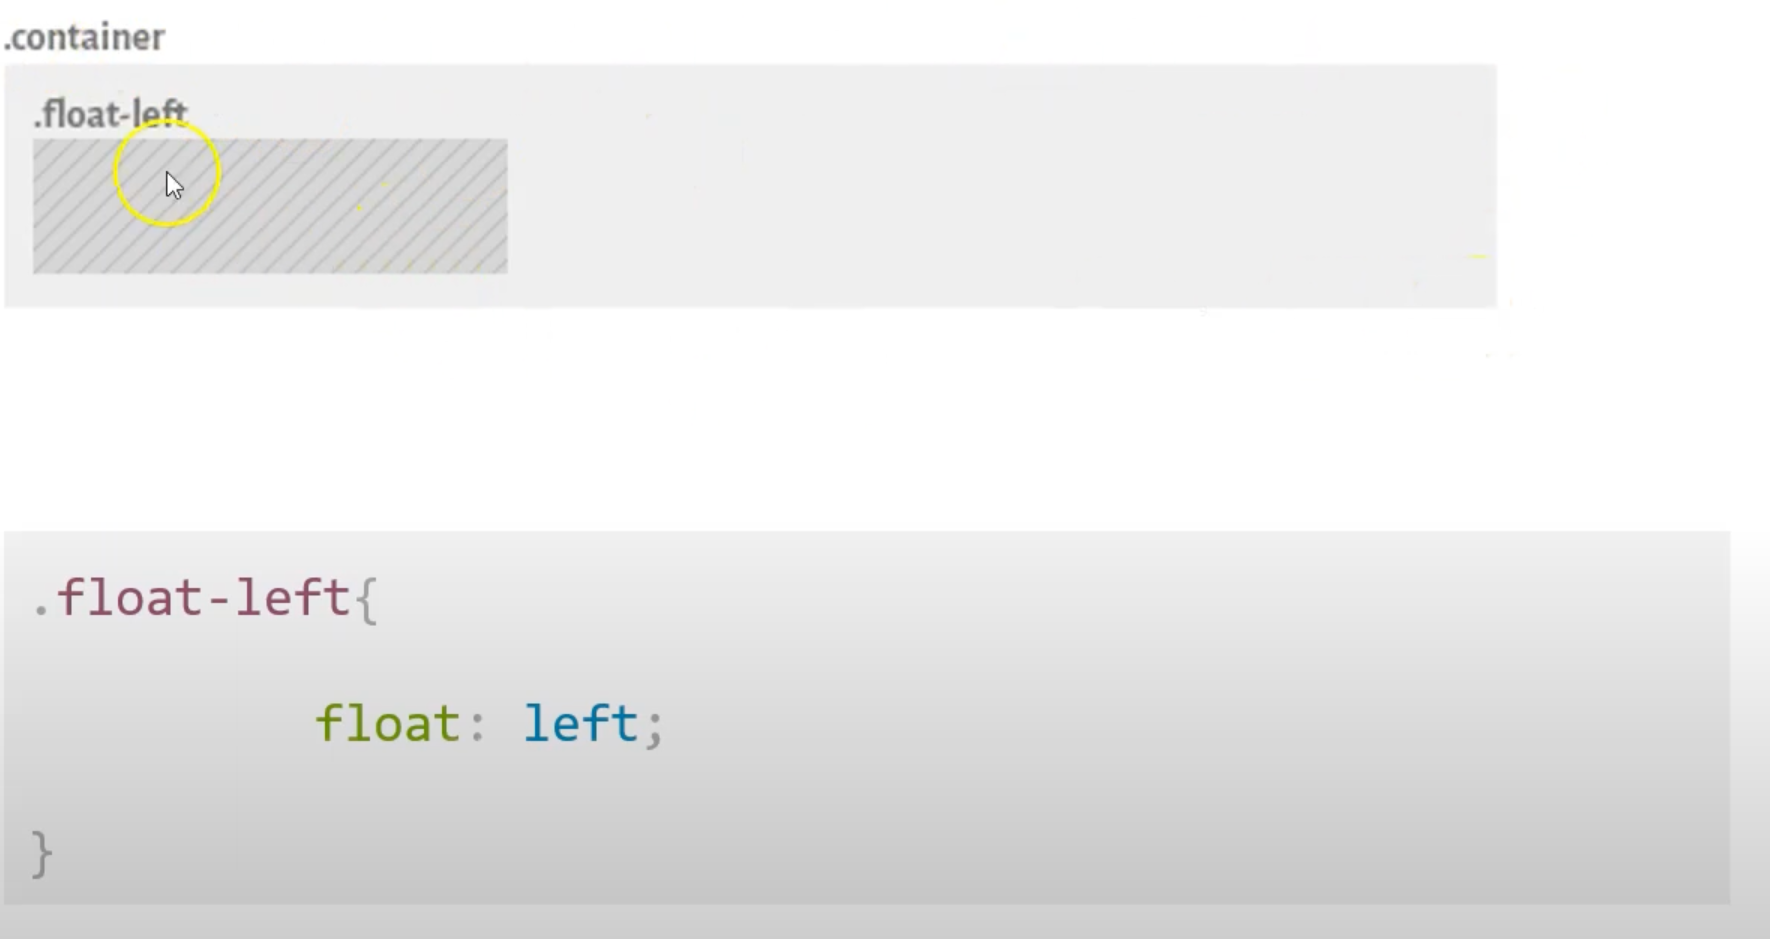 .container
.float-left
.float-left{
float: left;
}